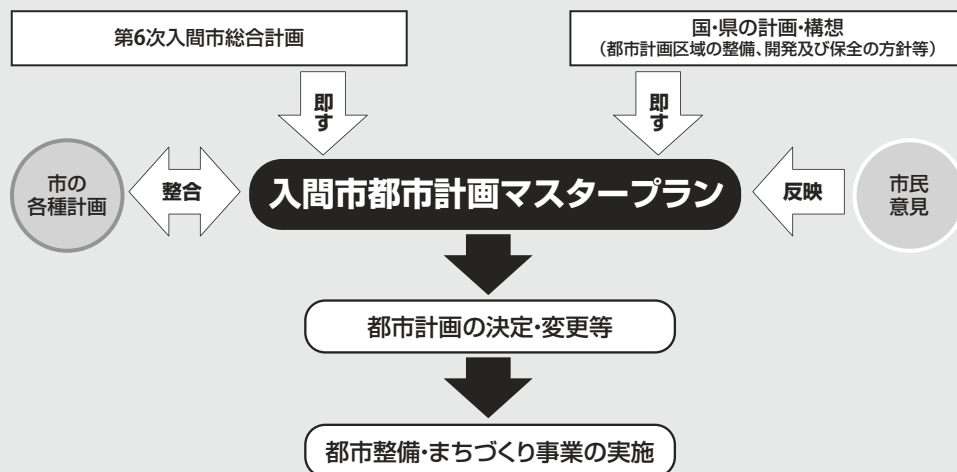 第6次入間市総合計画
国・県の計画・構想
（都市計画区域の整備、開発及び保全の方針等）
即す
即す
市の
各種計画
整合
入間市都市計画マスタープラン
反映
市民
意見
都市計画の決定・変更等
都市整備・まちづくり事業の実施